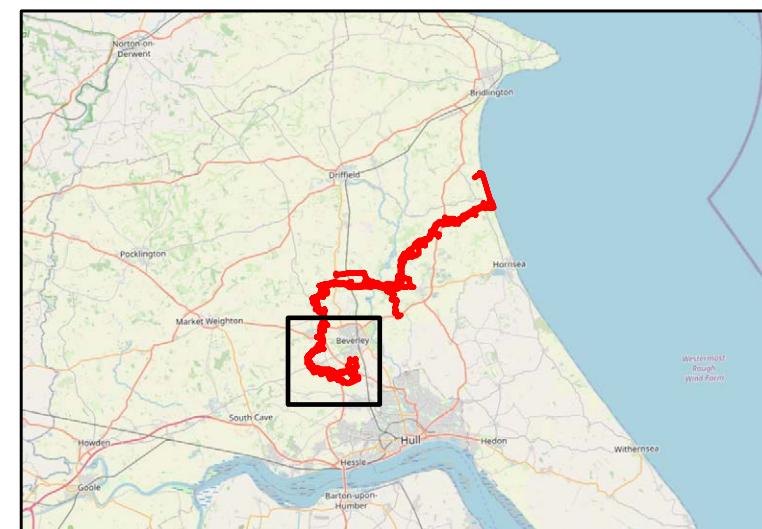 Norton-on-
Derwent
Bridlington
Driffield
Pocklington
Hornsea
Market Weighton
Beverley
Westermost
Rough
Wind Farm
South Cave
Howden
Hull
Hedon
Withernsea
Hessle
Goole
Barton-upon-
Humber